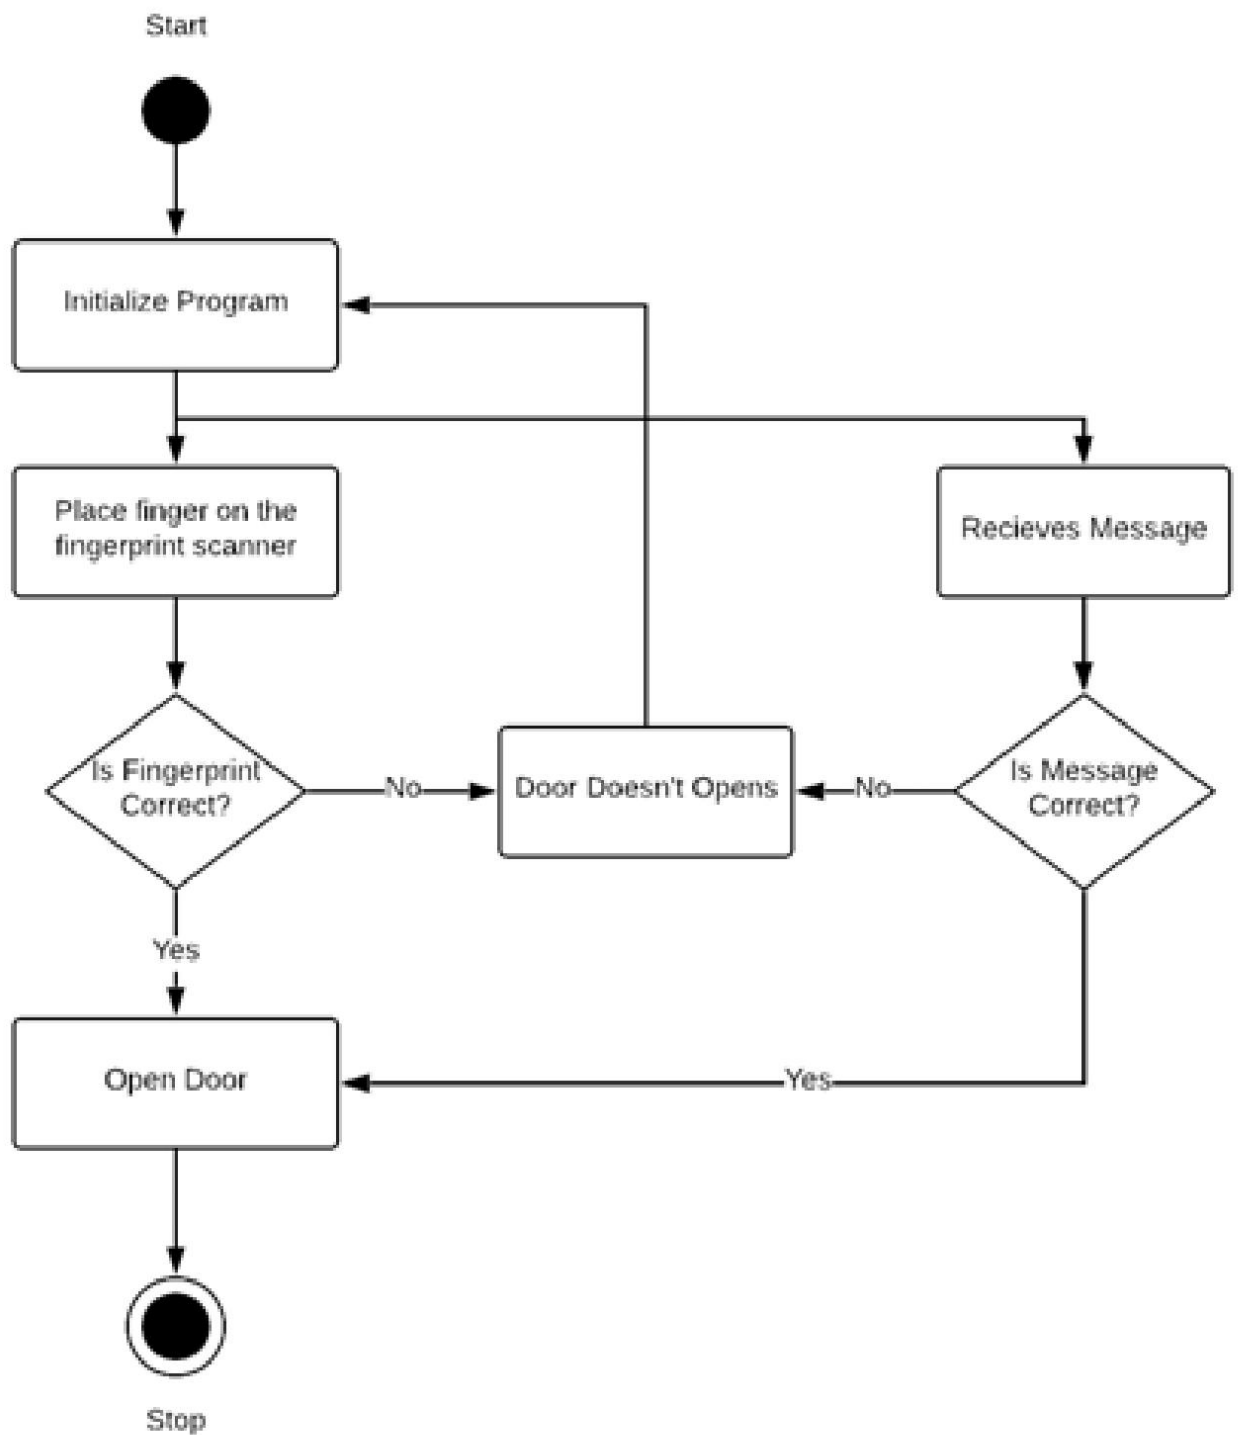 Start
Initialize Program
Place finger on the
fingerprint scanner
Recieves Message
Is Fingerprint
Correct?
No
Door Doesn't Opens
No
Is Message
Correct?
Yes
Open Door
Yes
Stop